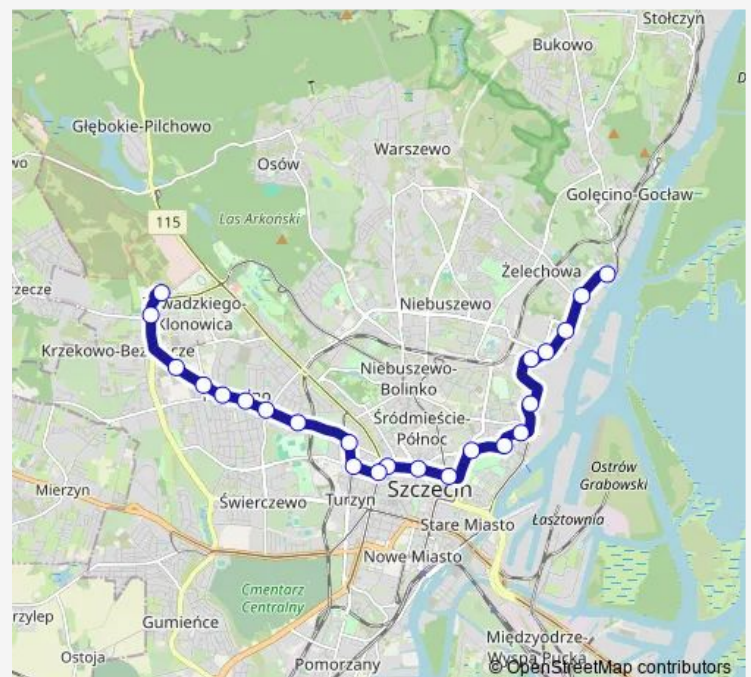 Stołczyn
Bukowo
Głębokie-Pilchowo
Warszewo
Osów
Golęcino-Gocław
115
Las Arkoński
Żelechowa
Niebuszewo
Krzekowo-Bez
Niebuszewo-
Bolinko
Śródmieście-
Północ
Ostrów
Grabowski
Mierzyn
Szczecin
Świerczewo
Turzyn
Łasztownia
Stare Miasto
Nowe Miasto
Cmentarz
Centralny
Gumieńce
Międzyodrze-
Wyspa Pucka
Ostoja
Pomorzany
© OpenStreetMap contributors